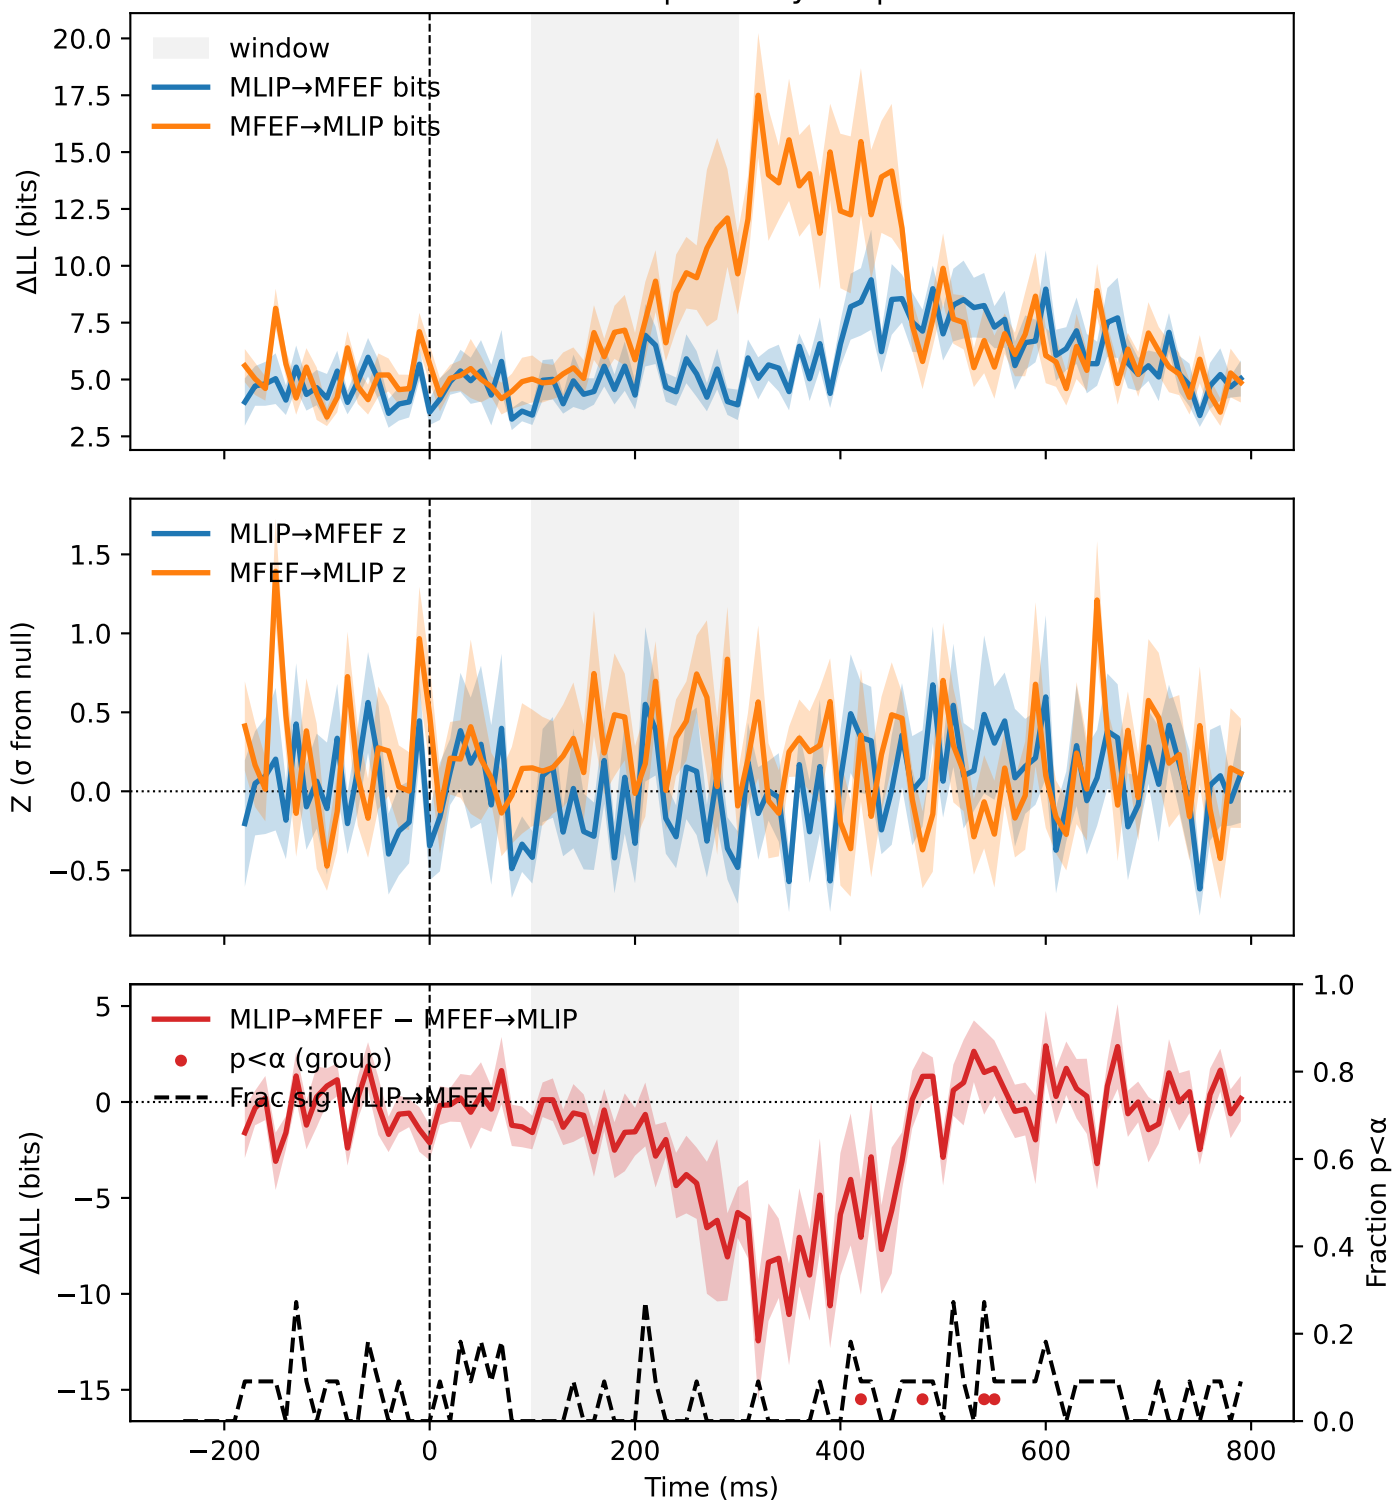 20.0
17.5
15.0
12.5
10.0
7.5
5.0
2.5
ΔLL (bits)
window
MLIP→MFEF bits
MFEF→MLIP bits
1.5
1.0
0.5
0.0
−0.5
Z (σ from null)
MLIP→MFEF z
MFEF→MLIP z
5
0
−5
−10
−15
ΔΔLL (bits)
MLIP→MFEF − MFEF→MLIP
p<α (group)
Frac sig MLIP→MFEF
1.0
0.8
0.6
0.4
0.2
0.0
Fraction p<α
−200
0
200
400
600
800
Time (ms)